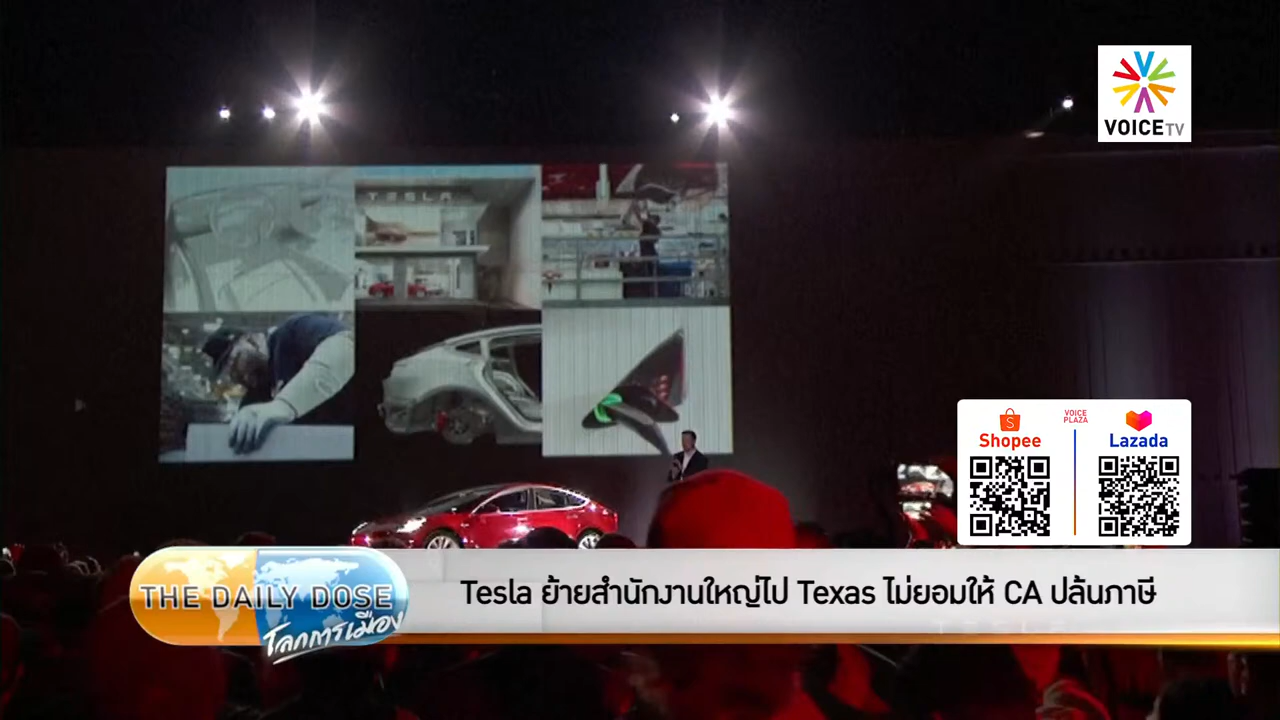 VOICE TV
TESLA
Shopee
VOICE
PLAZA
Lazada
THE DAILY DOSE
โลกการเมือง
Tesla ย้ายสำนักงานใหญ่ไป Texas ไม่ยอมให้ CA ปล้นภาษี